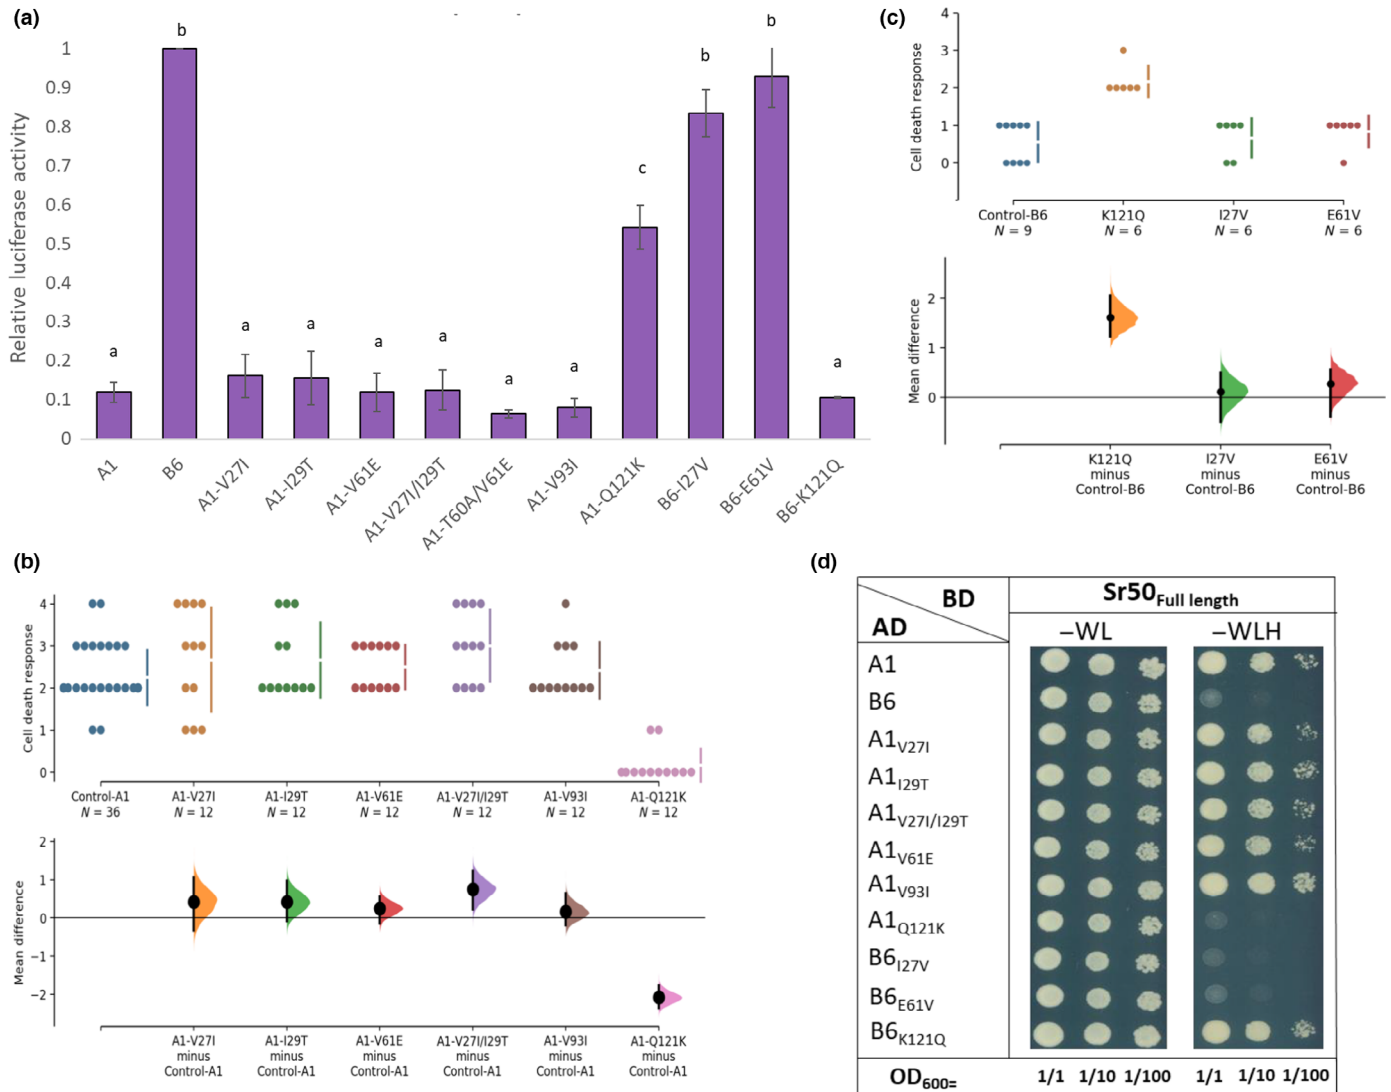 (a)
Relative luciferase activity
1
0.9
0.8
0.7
0.6
0.5
0.4
0.3
0.2
0.1
0
a
b
a
a
a
a
a
a
c
b
b
a
A1
B6
A1-V27I
A1-I29T
A1-V61E
A1-V27I/I29T
A1-T60A/V61E
A1-V93I
A1-Q121K
B6-I27V
B6-E61V
B6-K121Q
(c)
Cell death response
4
3
2
1
0
Control-B6 K121Q I27V E61V
N = 9 N = 6 N = 6 N = 6
Mean difference
2
1
0
K121Q I27V E61V
minus minus minus
Control-B6 Control-B6 Control-B6
(b)
Cell death response
4
3
2
1
0
Control-A1 A1-V27I A1-I29T A1-V61E A1-V27I/I29T A1-V93I A1-Q121K
N = 36 N = 12 N = 12 N = 12 N = 12 N = 12 N = 12
Mean difference
2
1
0
−1
−2
A1-V27I A1-I29T A1-V61E A1-V27I/I29T A1-V93I A1-Q121K
minus minus minus minus minus minus
Control-A1 Control-A1 Control-A1 Control-A1 Control-A1 Control-A1
(d)
BD
AD
Sr50Full length
–WL –WLH
A1
B6
A1V27I
A1I29T
A1V27I/I29T
A1V61E
A1V93I
A1Q121K
B6I27V
B6E61V
B6K121Q
OD600= 1/1 1/10 1/100 1/1 1/10 1/100